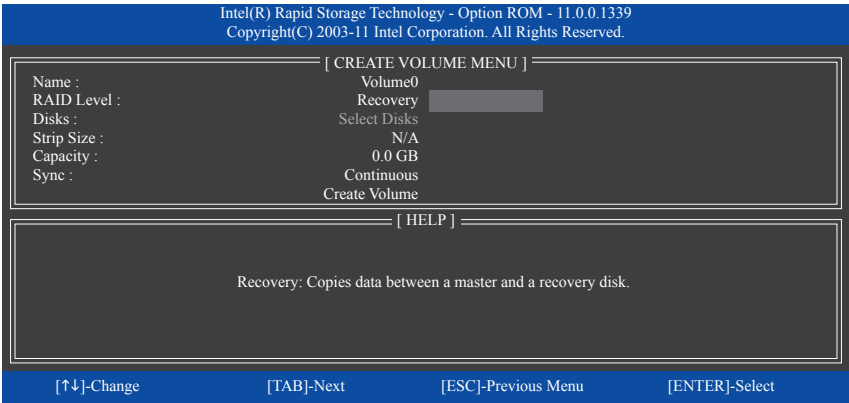 Intel(R) Rapid Storage Technology - Option ROM - 11.0.0.1339
Copyright(C) 2003-11 Intel Corporation. All Rights Reserved.
[ CREATE VOLUME MENU ]
Name : Volume0
RAID Level : Recovery
Disks : Select Disks
Strip Size : N/A
Capacity : 0.0 GB
Sync : Continuous
Create Volume
[ HELP ]
Recovery: Copies data between a master and a recovery disk.
[↑↓]-Change [TAB]-Next [ESC]-Previous Menu [ENTER]-Select